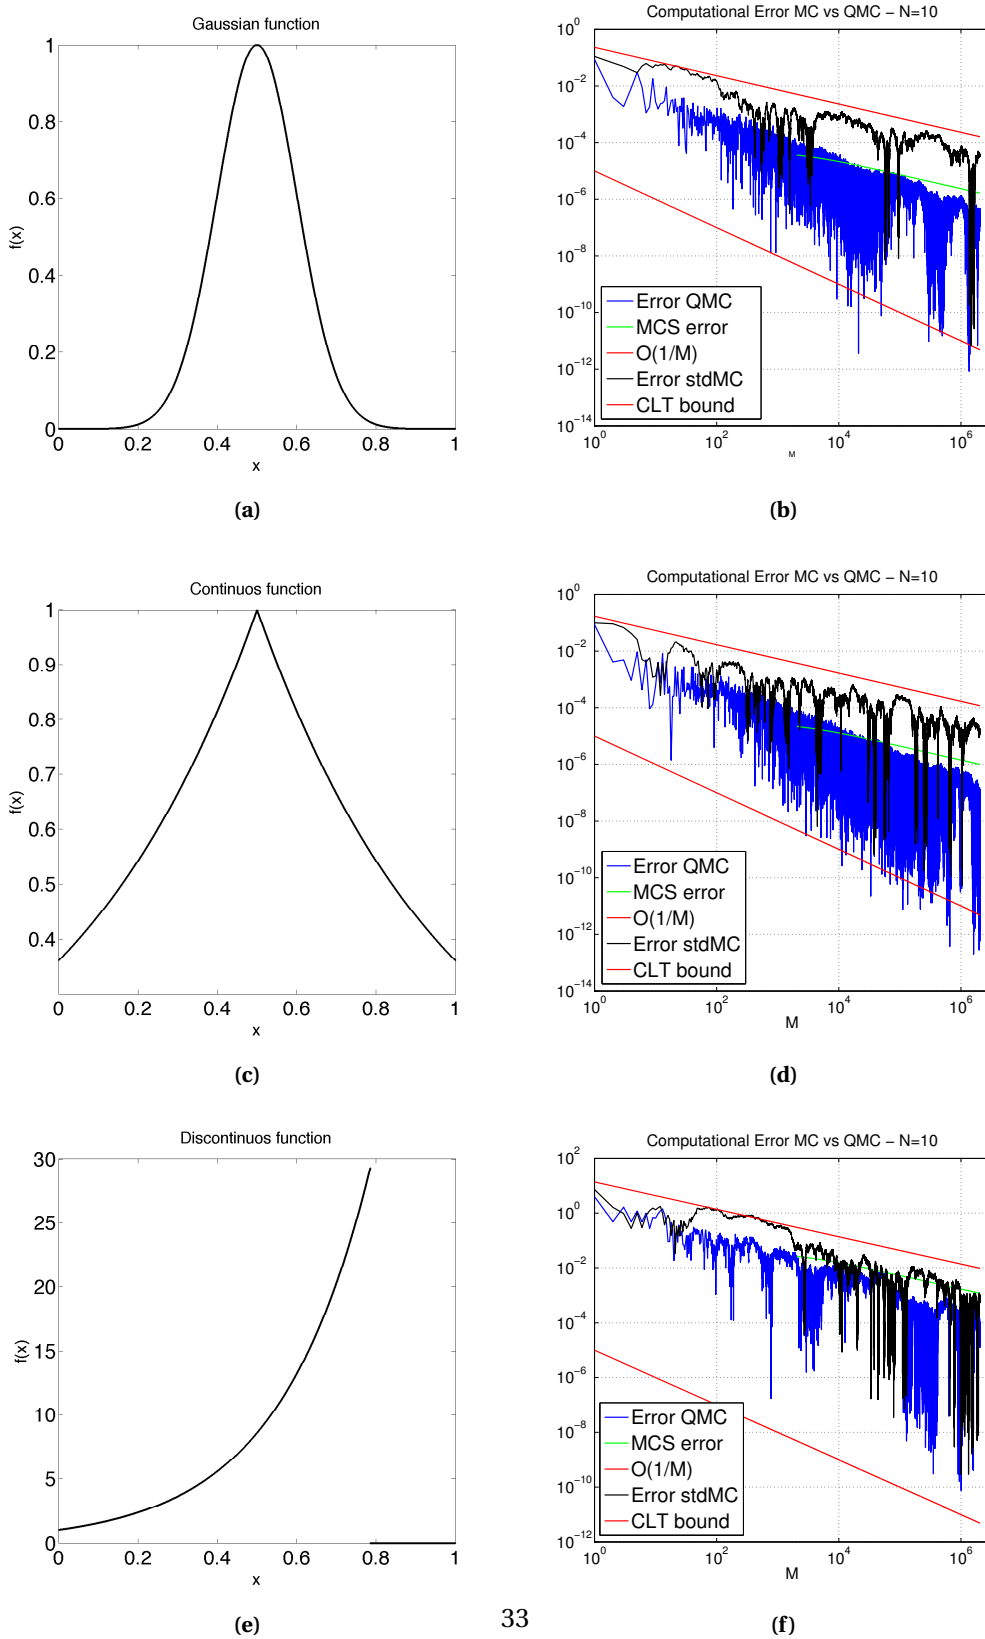 Gaussian function
1
0.8
0.6
0.4
0.2
0
f(x)
0 0.2 0.4 0.6 0.8 1
x
(a)
Computational Error MC vs QMC − N=10
10^0
10^-2
10^-4
10^-6
10^-8
10^-10
10^-12
10^-14
Error QMC
MCS error
O(1/M)
Error stdMC
CLT bound
10^0 10^2 10^4 10^6
M
(b)
Continuos function
1
0.9
0.8
0.7
0.6
0.5
0.4
f(x)
0 0.2 0.4 0.6 0.8 1
x
(c)
Computational Error MC vs QMC − N=10
10^0
10^-2
10^-4
10^-6
10^-8
10^-10
10^-12
10^-14
Error QMC
MCS error
O(1/M)
Error stdMC
CLT bound
10^0 10^2 10^4 10^6
M
(d)
Discontinuos function
30
25
20
15
10
5
0
f(x)
0 0.2 0.4 0.6 0.8 1
x
(e)
Computational Error MC vs QMC − N=10
10^2
10^0
10^-2
10^-4
10^-6
10^-8
10^-10
10^-12
Error QMC
MCS error
O(1/M)
Error stdMC
CLT bound
10^0 10^2 10^4 10^6
M
(f)
33